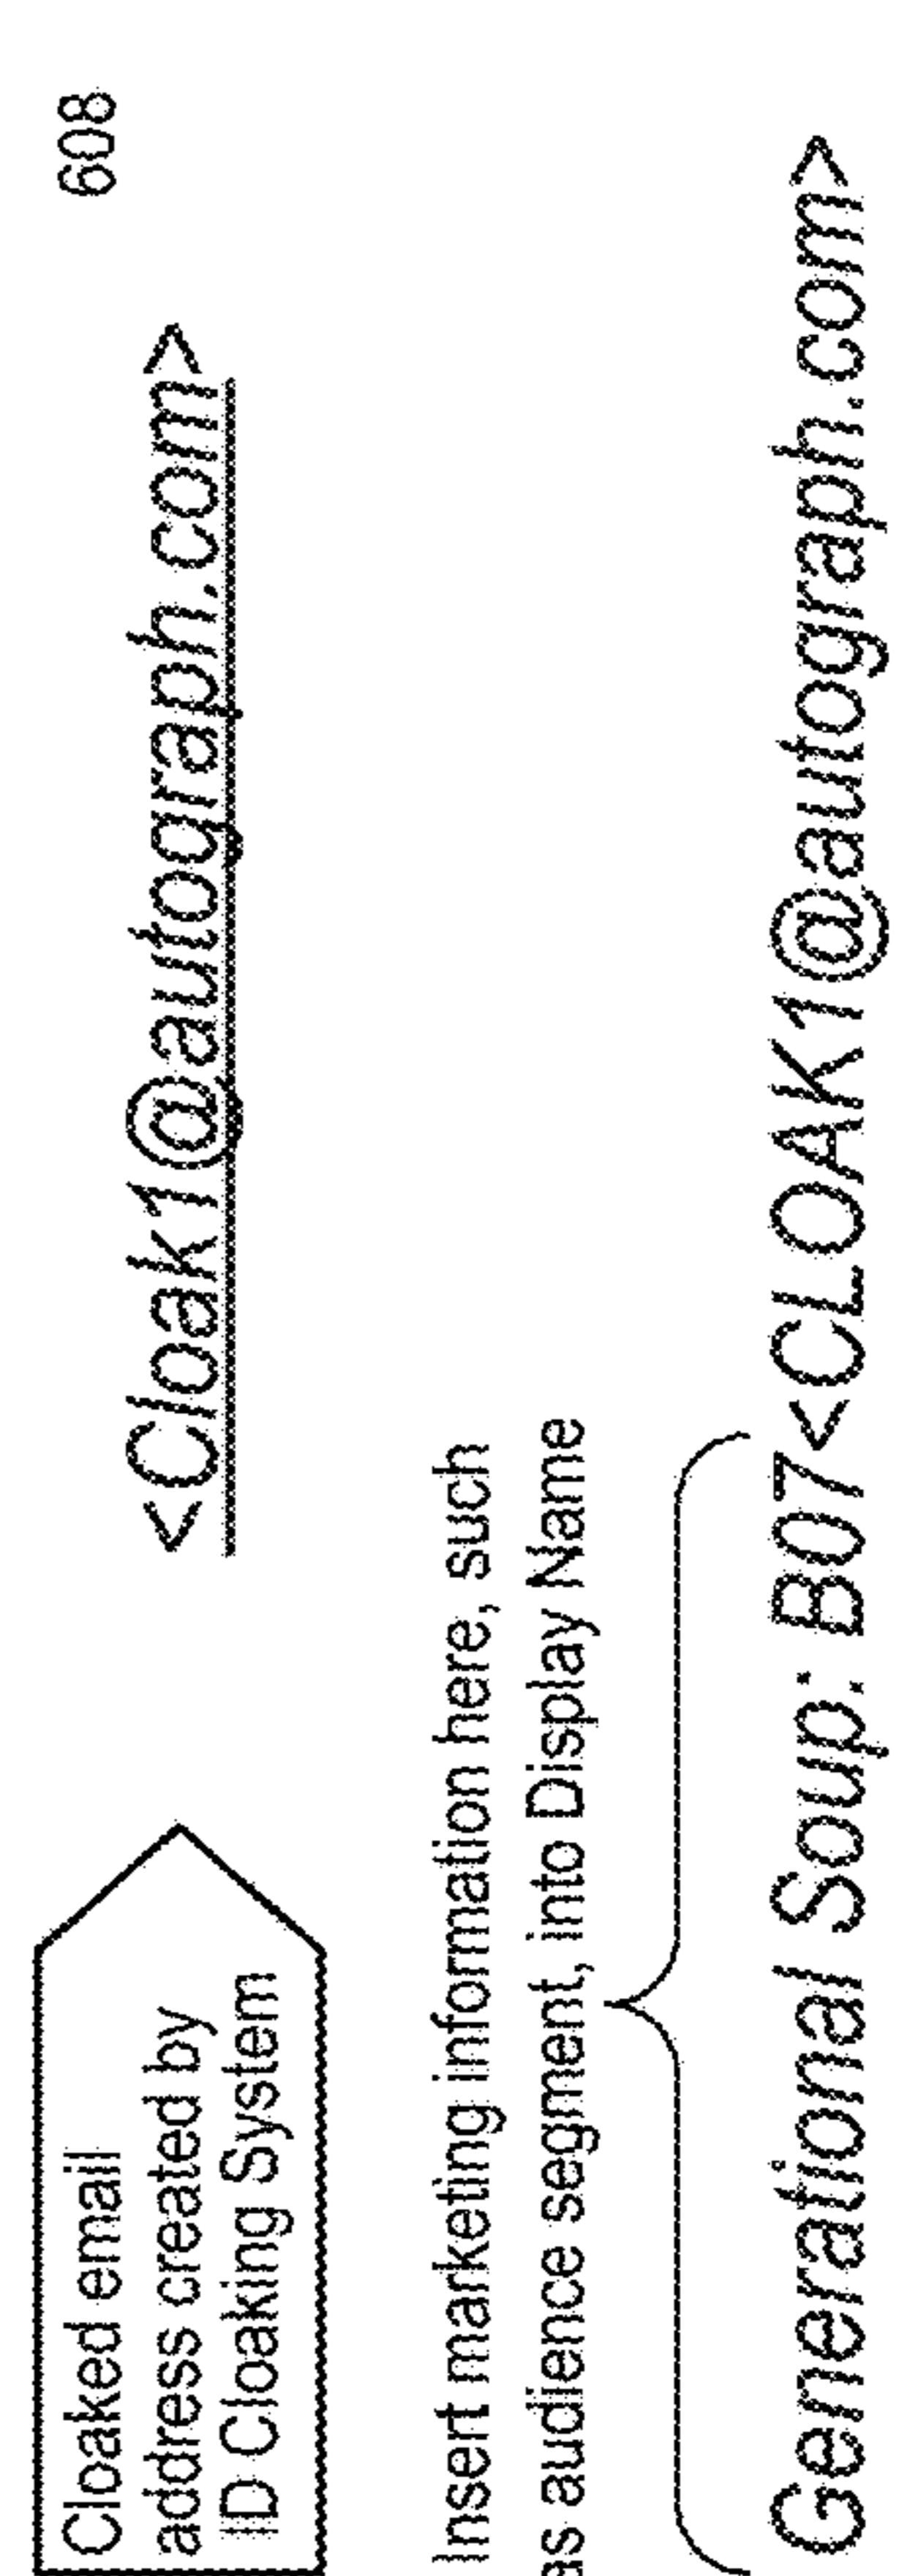 608
Cloaked email
address created by
ID Cloaking System
<Cloak1@autograph.com>
Insert marketing information here, such
as audience segment, into Display Name
Generational Soup: B07<CLOAK1@autograph.com>